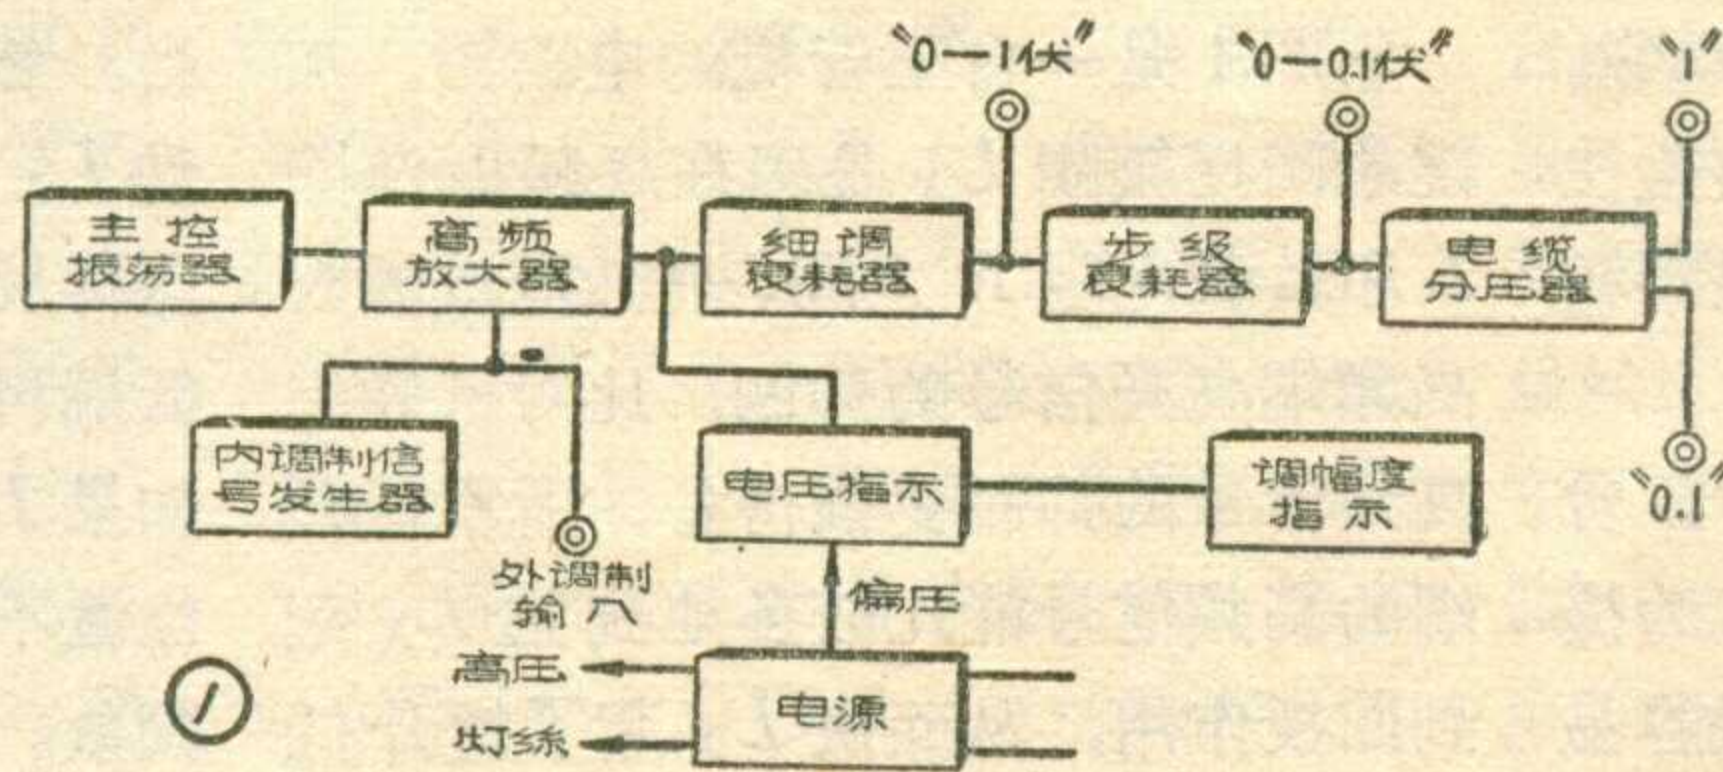 "0—1伏"
"0—0.1伏"
"1"
主控
振荡器
高频
放大器
细调
衰耗器
步级
衰耗器
电缆
分压器
内调制信
号发生器
电压指示
调幅度
指示
"0.1"
外调制
输入
偏压
高压
电源
灯絲
1